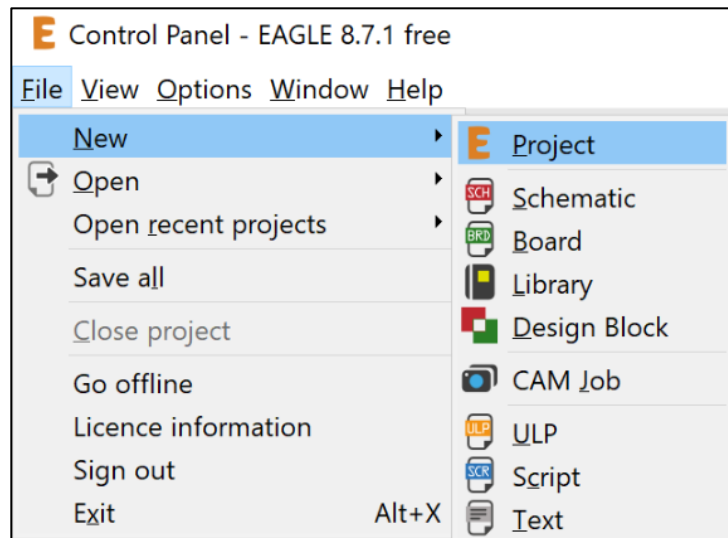 Control Panel - EAGLE 8.7.1 free
File View Options Window Help
New
Open
Open recent projects
Save all
Close project
Go offline
Licence information
Sign out
Exit Alt+X
Project
SCH Schematic
BRD Board
Library
Design Block
CAM Job
ULP ULP
SCR Script
Text